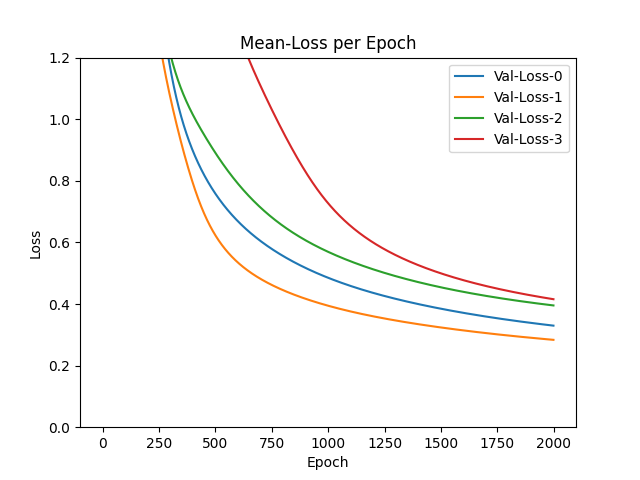 Mean-Loss per Epoch
Val-Loss-0
Val-Loss-1
Val-Loss-2
Val-Loss-3
1.2
1.0
0.8
0.6
0.4
0.2
0.0
Loss
0 250 500 750 1000 1250 1500 1750 2000
Epoch